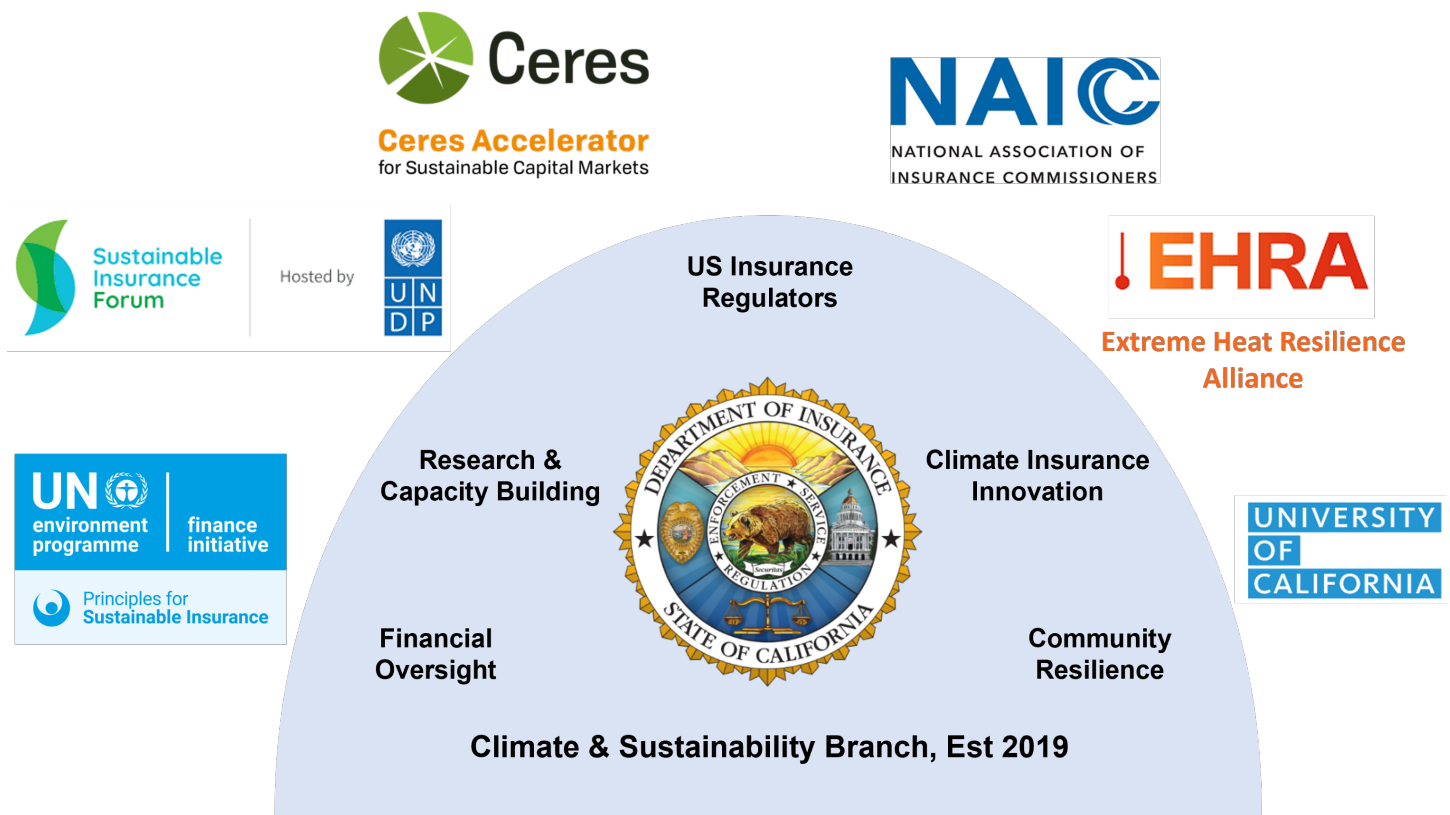 Ceres
Ceres Accelerator
for Sustainable Capital Markets
NAIC
NATIONAL ASSOCIATION OF
INSURANCE COMMISSIONERS
Sustainable
Insurance
Forum
Hosted by
UN
DP
EHRA
Extreme Heat Resilience
Alliance
US Insurance
Regulators
UN
environment
programme
finance
initiative
Principles for
Sustainable Insurance
Research &
Capacity Building
DEPARTMENT OF INSURANCE
STATE OF CALIFORNIA
ENFORCEMENT ★ SERVICE
★ REGULATION ★
Securitas
Climate Insurance
Innovation
UNIVERSITY
OF
CALIFORNIA
Financial
Oversight
Community
Resilience
Climate & Sustainability Branch, Est 2019